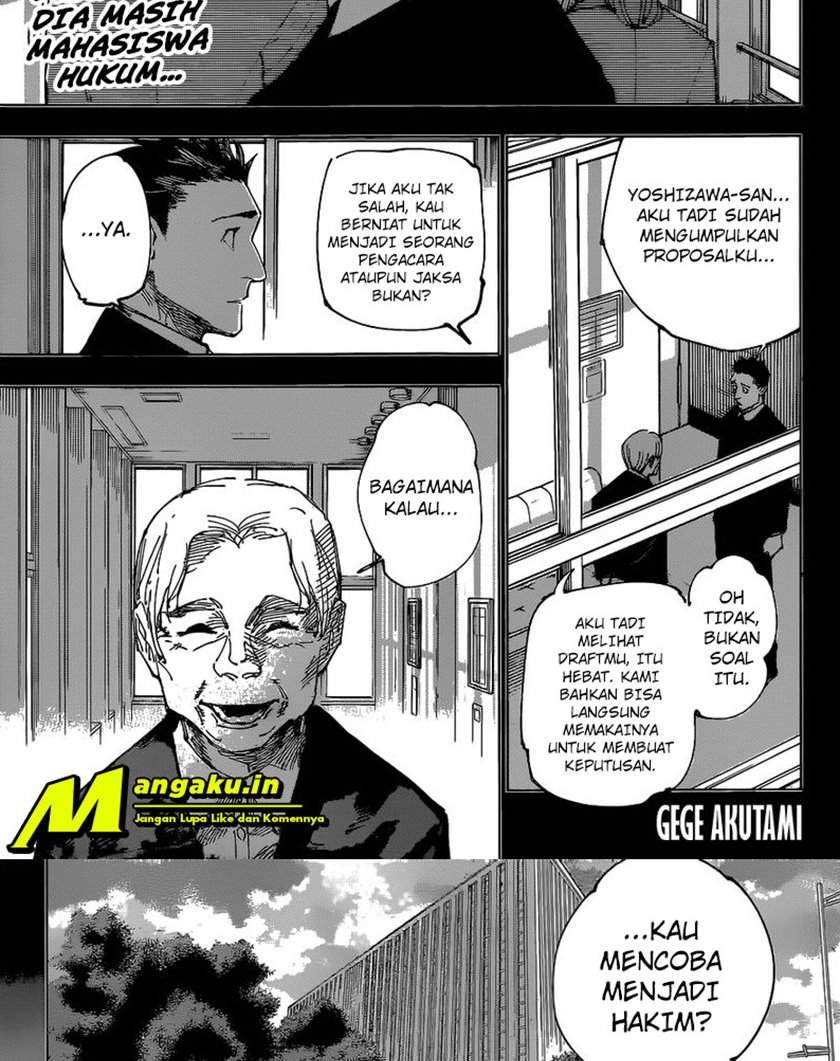 DIA MASIH
MAHASISWA
HUKUM...
YOSHIZAWA-SAN...
AKU TADI SUDAH
MENGUMPULKAN
PROPOSALKU...
OH
TIDAK,
BUKAN
SOAL
ITU.
AKU TADI
MELIHAT
DRAFTMU, ITU
HEBAT. KAMI
BAHKAN BISA
LANGSUNG
MEMAKAINYA
UNTUK MEMBUAT
KEPUTUSAN.
JIKA AKU TAK
SALAH, KAU
BERNIAT UNTUK
MENJADI SEORANG
PENGACARA
ATAUPUN JAKSA
BUKAN?
...YA.
BAGAIMANA
KALAU...
Mangaku.in
Jangan Lupa Like dan Komennya
GEGE AKUTAMI
...KAU
MENCOBA
MENJADI
HAKIM?